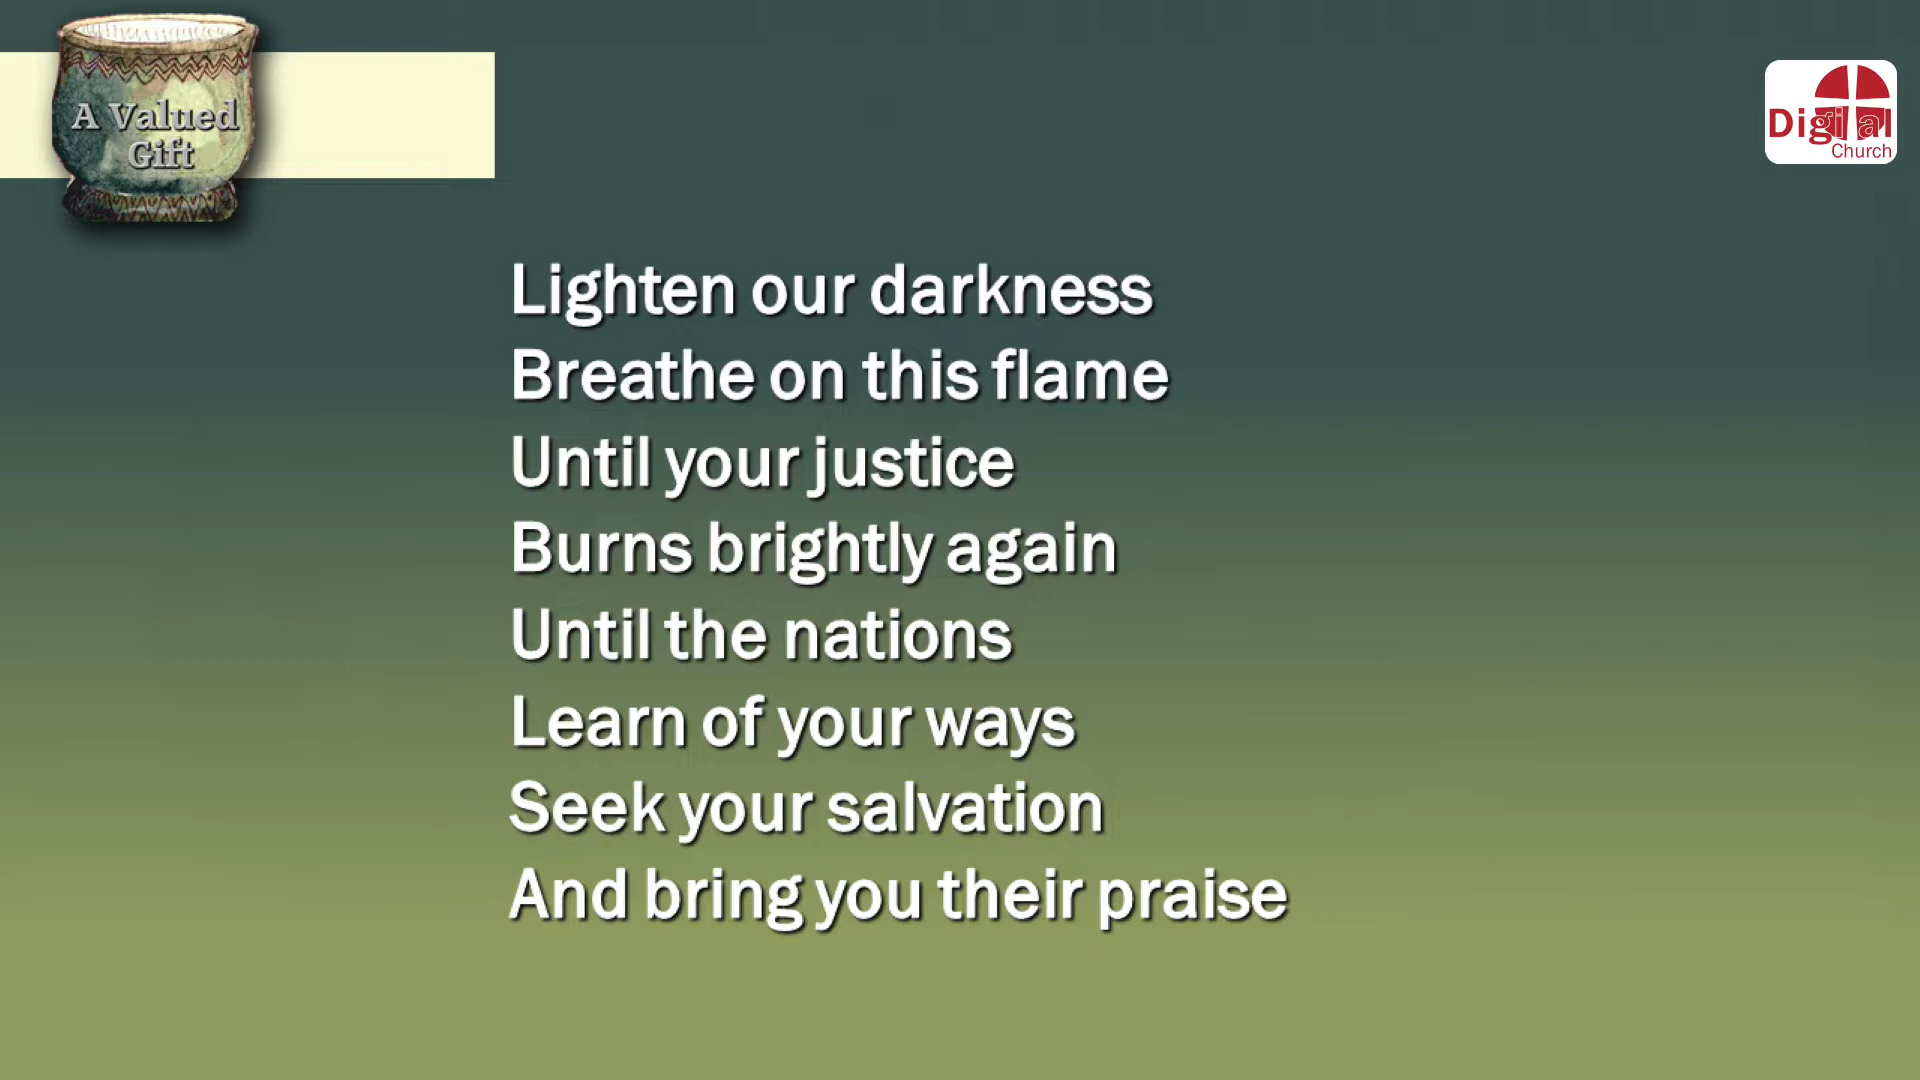 A Valued
Gift
Digital
Church
Lighten our darkness
Breathe on this flame
Until your justice
Burns brightly again
Until the nations
Learn of your ways
Seek your salvation
And bring you their praise